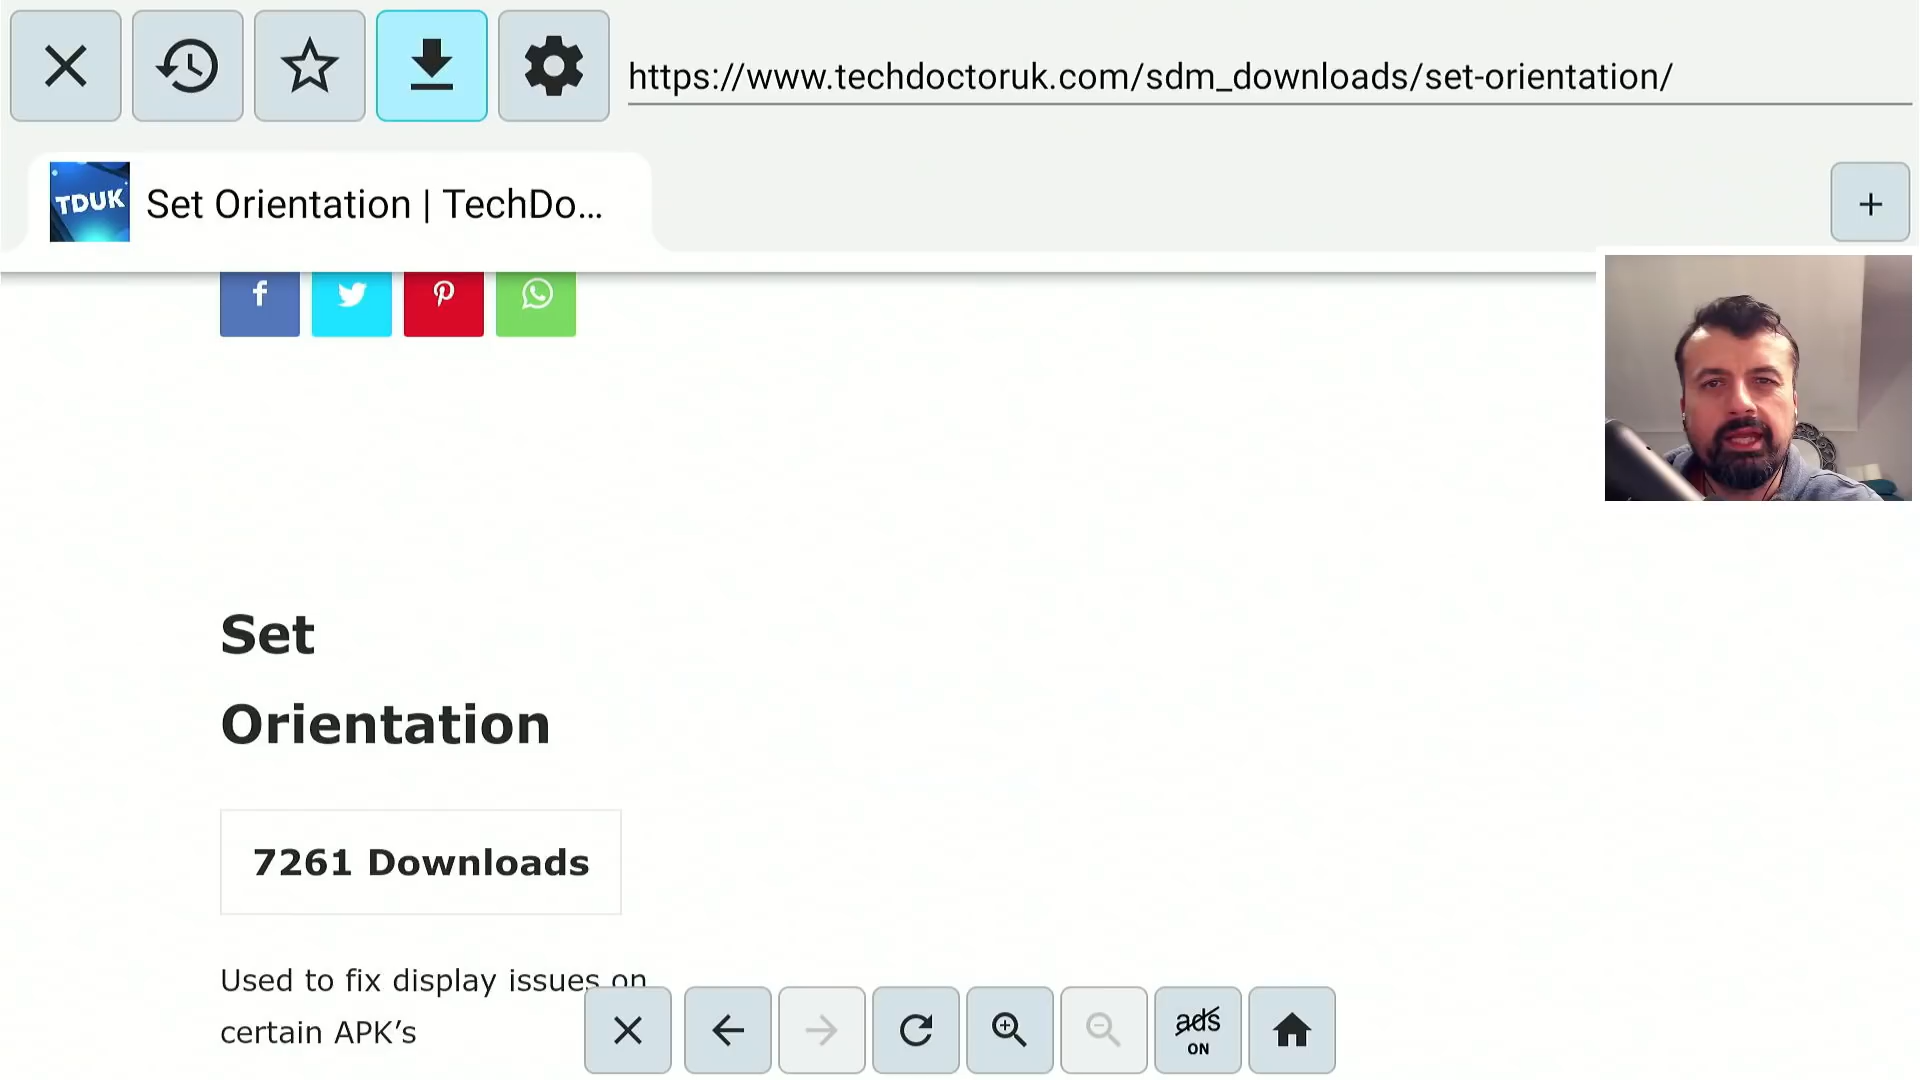 https://www.techdoctoruk.com/sdm_downloads/set-orientation/
TDUK
Set Orientation | TechDo...
+
f
Set
Orientation
7261 Downloads
Used to fix display issues on
certain APK's
ads
ON